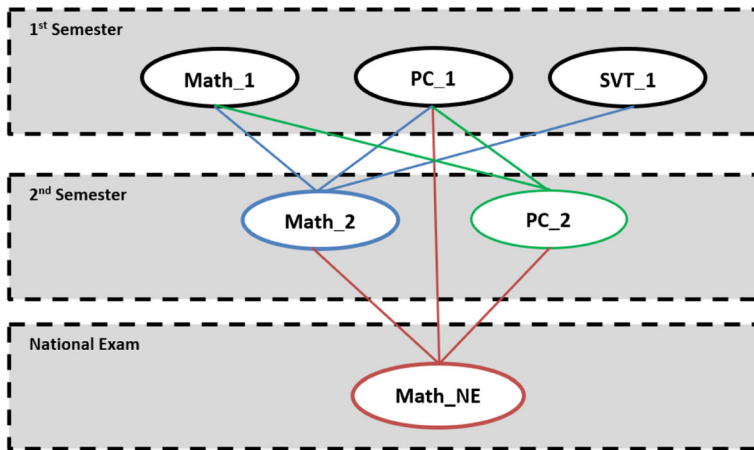 1st Semester
Math_1 PC_1 SVT_1
2nd Semester
Math_2 PC_2
National Exam
Math_NE